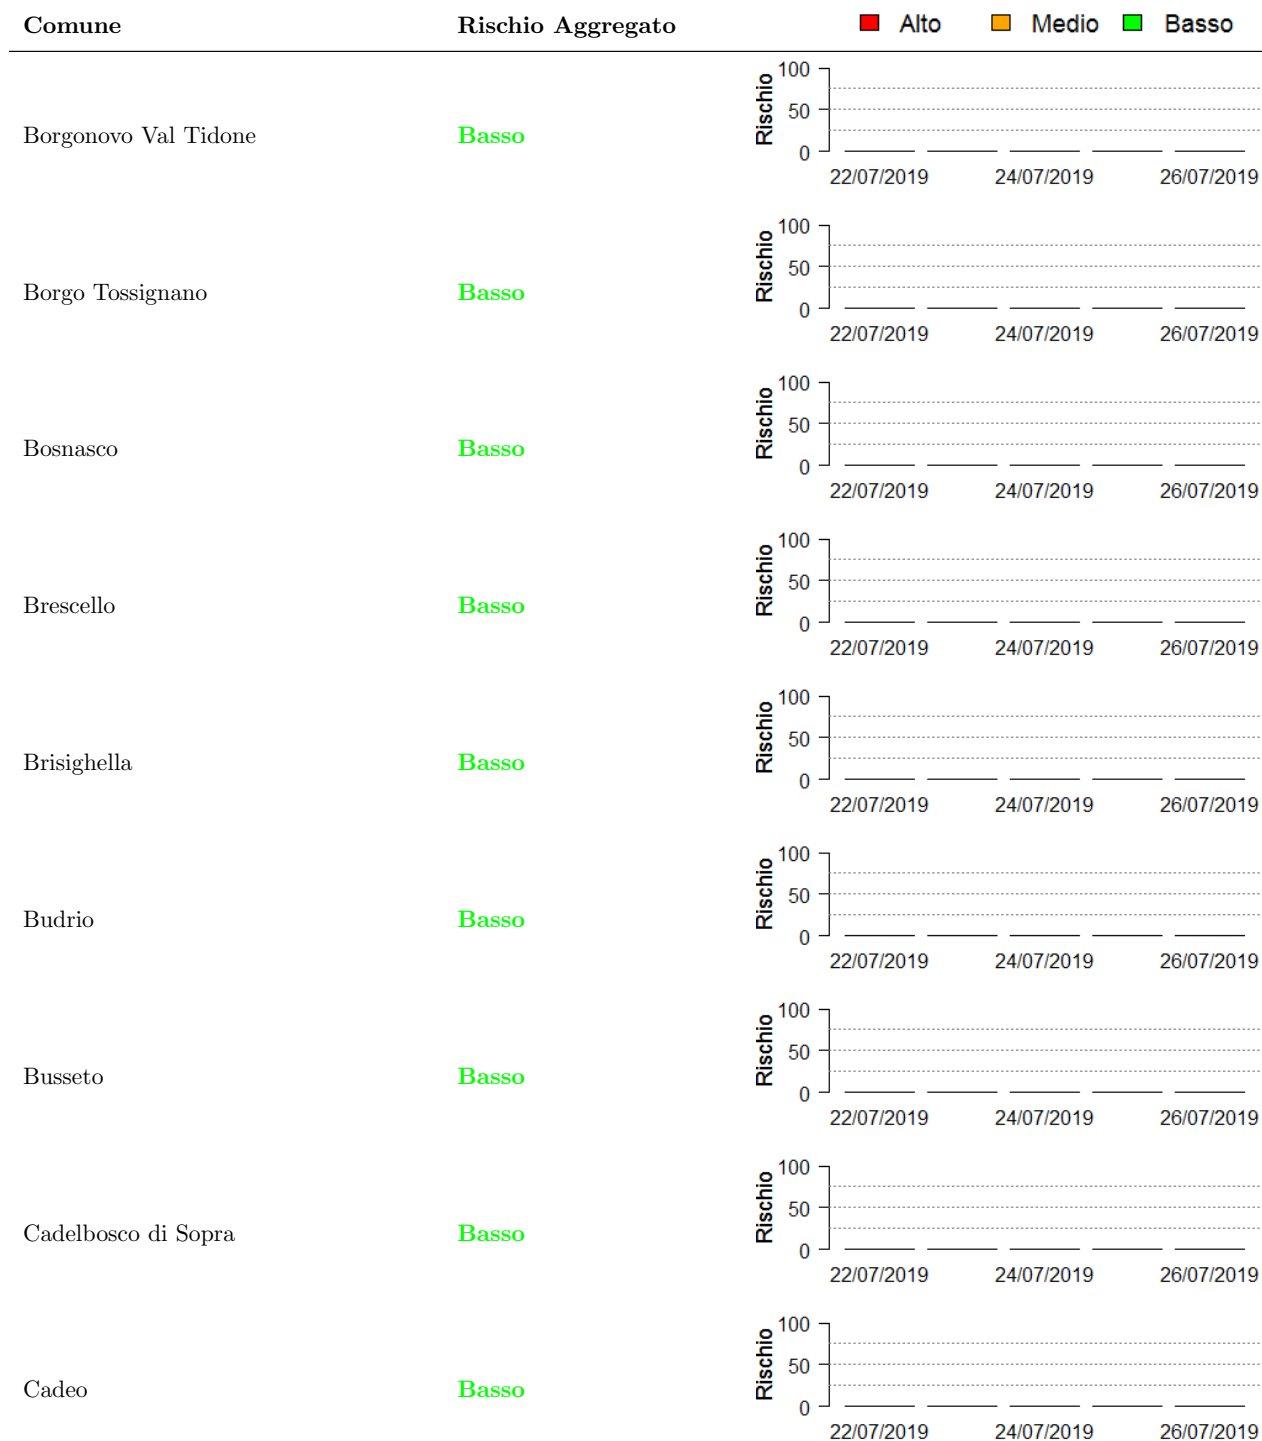 Comune Rischio Aggregato Alto Medio Basso
Borgonovo Val Tidone Basso
Rischio
100
50
0
22/07/2019 24/07/2019 26/07/2019
Borgo Tossignano Basso
Rischio
100
50
0
22/07/2019 24/07/2019 26/07/2019
Bosnasco Basso
Rischio
100
50
0
22/07/2019 24/07/2019 26/07/2019
Brescello Basso
Rischio
100
50
0
22/07/2019 24/07/2019 26/07/2019
Brisighella Basso
Rischio
100
50
0
22/07/2019 24/07/2019 26/07/2019
Budrio Basso
Rischio
100
50
0
22/07/2019 24/07/2019 26/07/2019
Busseto Basso
Rischio
100
50
0
22/07/2019 24/07/2019 26/07/2019
Cadelbosco di Sopra Basso
Rischio
100
50
0
22/07/2019 24/07/2019 26/07/2019
Cadeo Basso
Rischio
100
50
0
22/07/2019 24/07/2019 26/07/2019